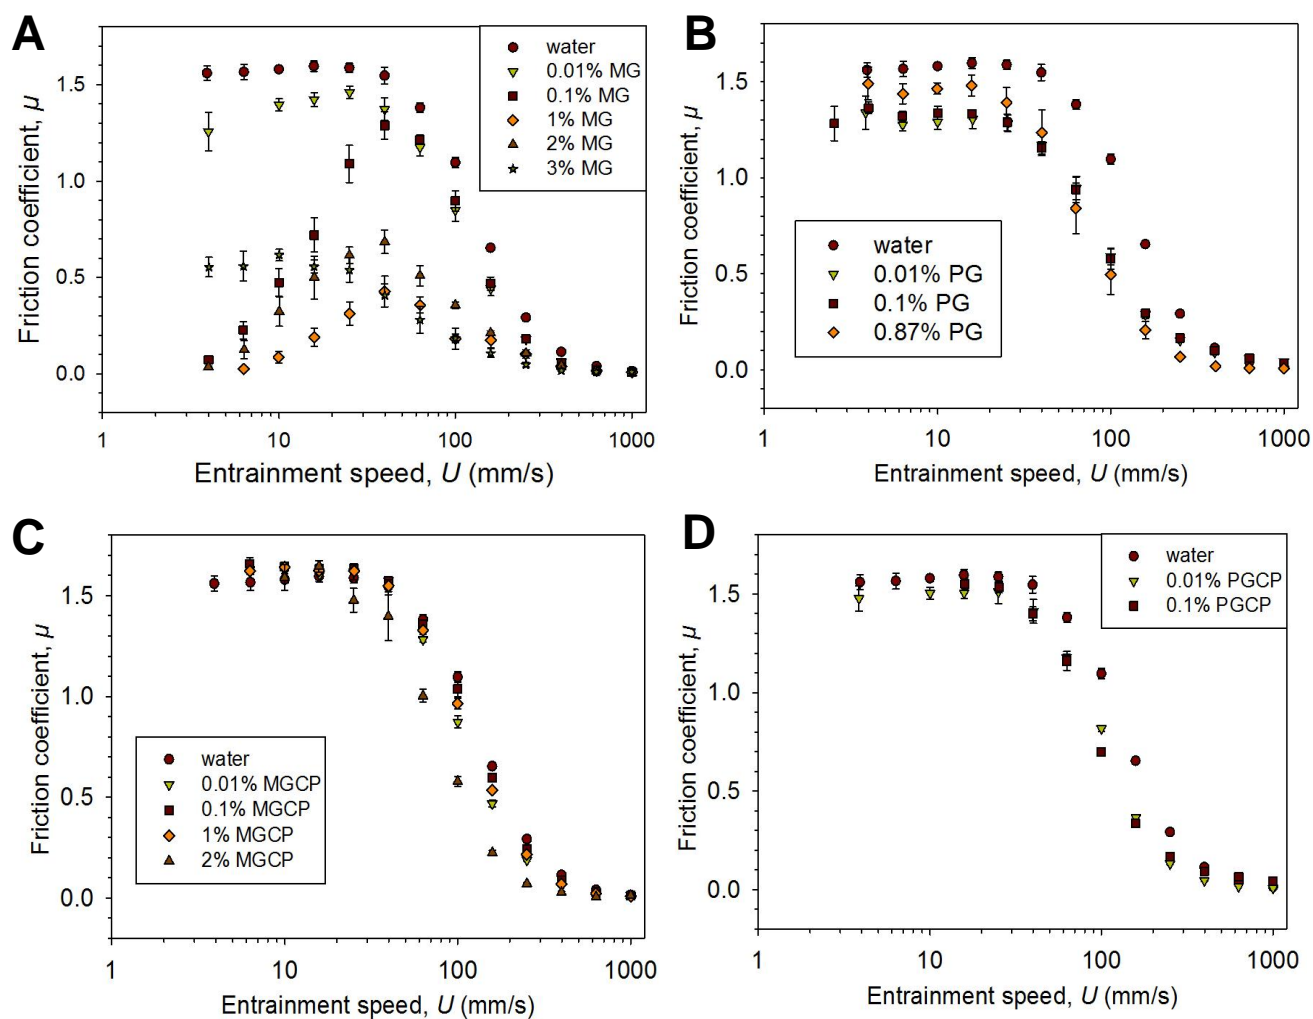 A
Friction coefficient, μ
1.5
1.0
0.5
0.0
water
0.01% MG
0.1% MG
1% MG
2% MG
3% MG
1
10
100
1000
Entrainment speed, U (mm/s)
B
Friction coefficient, μ
1.5
1.0
0.5
0.0
water
0.01% PG
0.1% PG
0.87% PG
1
10
100
1000
Entrainment speed, U (mm/s)
C
Friction coefficient, μ
1.5
1.0
0.5
0.0
water
0.01% MGCP
0.1% MGCP
1% MGCP
2% MGCP
1
10
100
1000
Entrainment speed, U (mm/s)
D
Friction coefficient, μ
1.5
1.0
0.5
0.0
water
0.01% PGCP
0.1% PGCP
1
10
100
1000
Entrainment speed, U (mm/s)